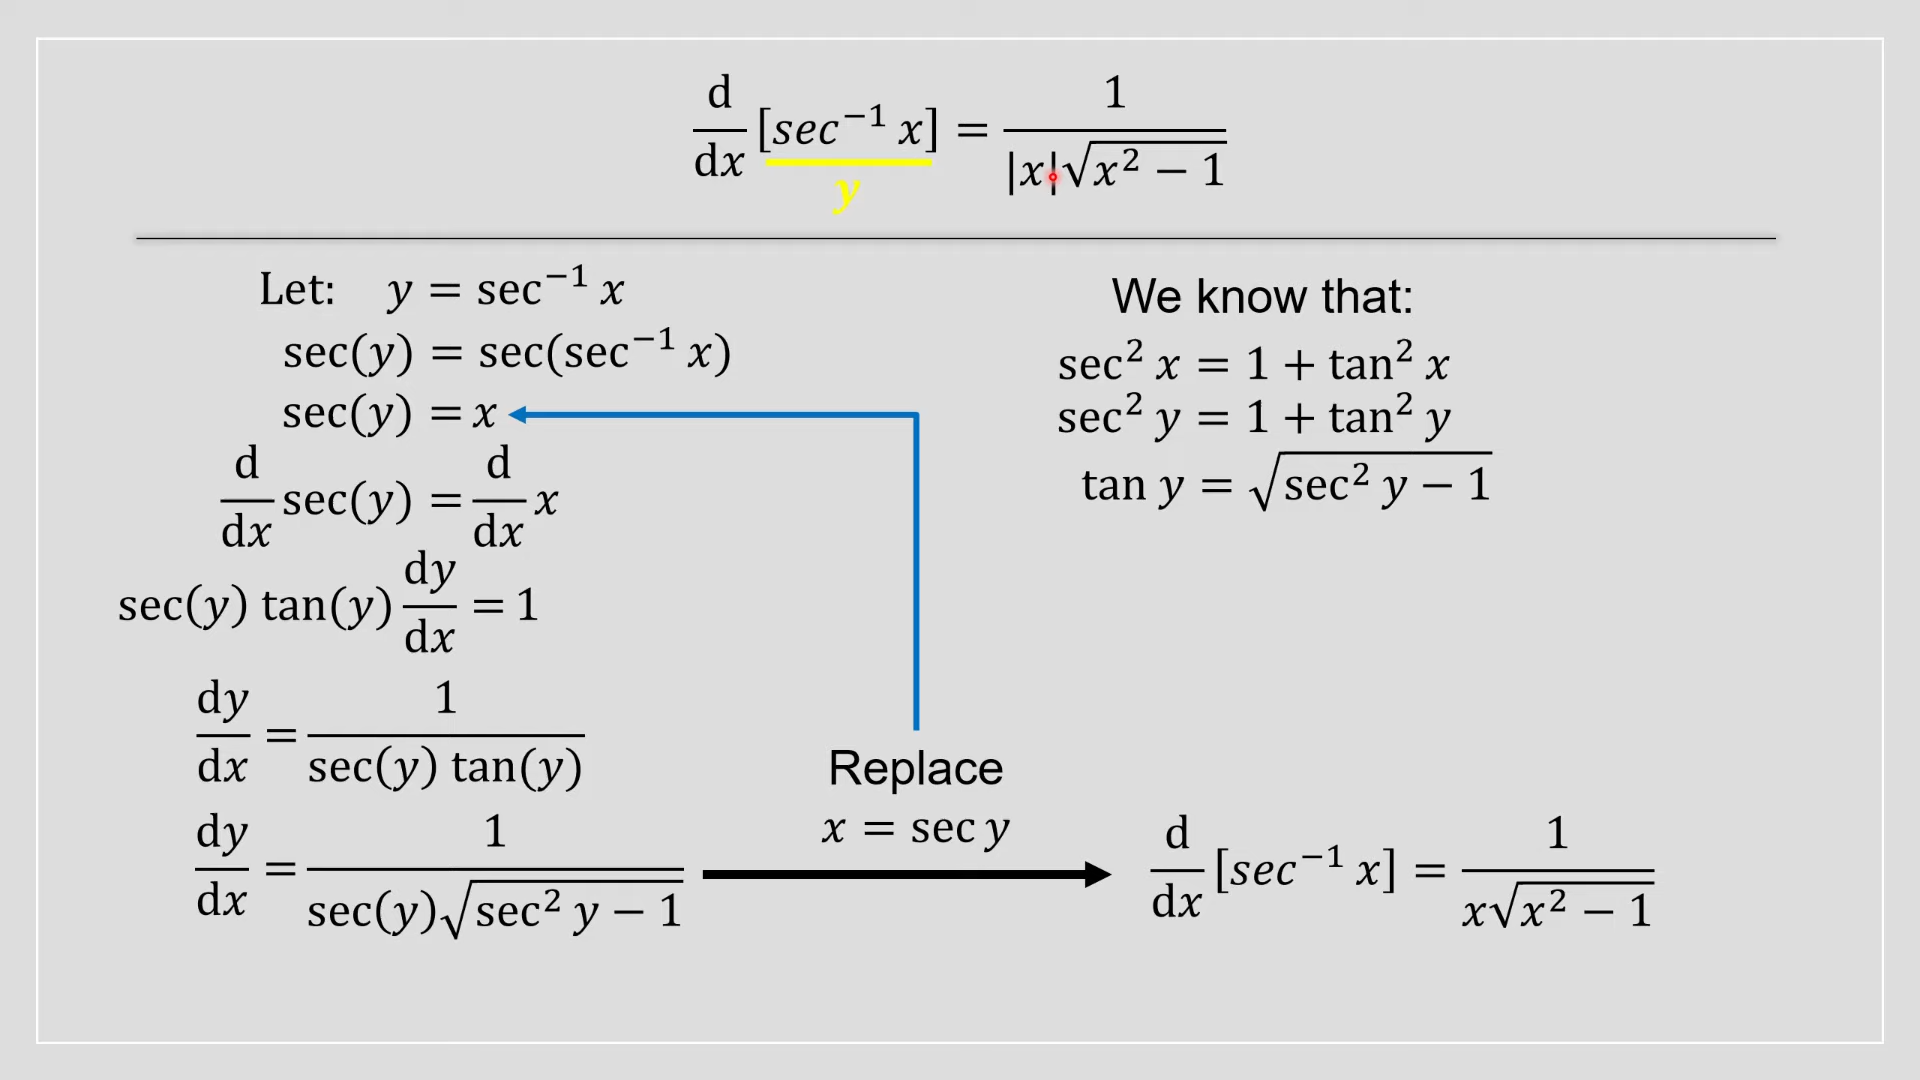 d/dx [sec⁻¹ x] = 1/(|x|√(x² − 1))
y
Let: y = sec⁻¹ x
sec(y) = sec(sec⁻¹ x)
sec(y) = x
d/dx sec(y) = d/dx x
sec(y) tan(y) dy/dx = 1
dy/dx = 1/(sec(y) tan(y))
dy/dx = 1/(sec(y)√(sec² y − 1))
Replace
x = sec y
We know that:
sec² x = 1 + tan² x
sec² y = 1 + tan² y
tan y = √(sec² y − 1)
d/dx [sec⁻¹ x] = 1/(x√(x² − 1))